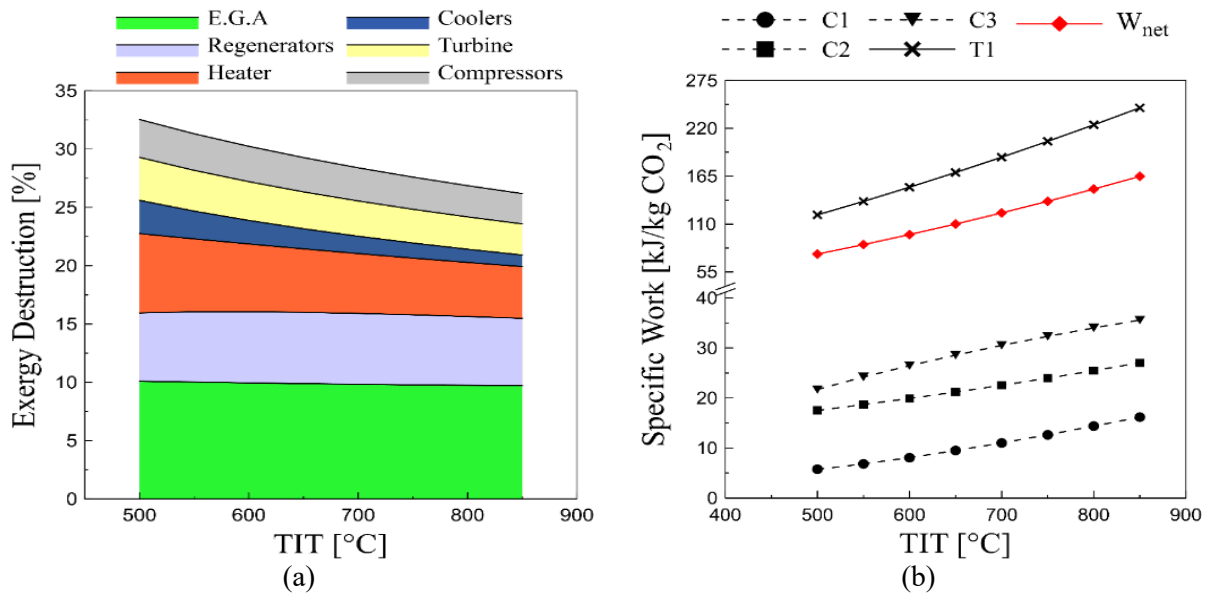 E.G.A Coolers
Regenerators Turbine
Heater Compressors
35
30
25
20
15
10
5
0
Exergy Destruction [%]
500 600 700 800 900
TIT [°C]
(a)
C1 C3 W_net
C2 T1
275
220
165
110
55
40
30
20
10
0
Specific Work [kJ/kg CO₂]
400 500 600 700 800 900
TIT [°C]
(b)